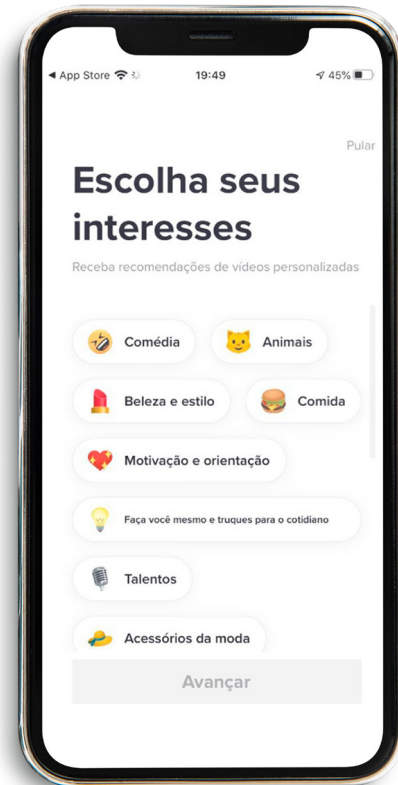 ◀ App Store 19:49 45%
Pular
Escolha seus
interesses
Receba recomendações de vídeos personalizadas
Comédia Animais
Beleza e estilo Comida
Motivação e orientação
Faça você mesmo e truques para o cotidiano
Talentos
Acessórios da moda
Avançar